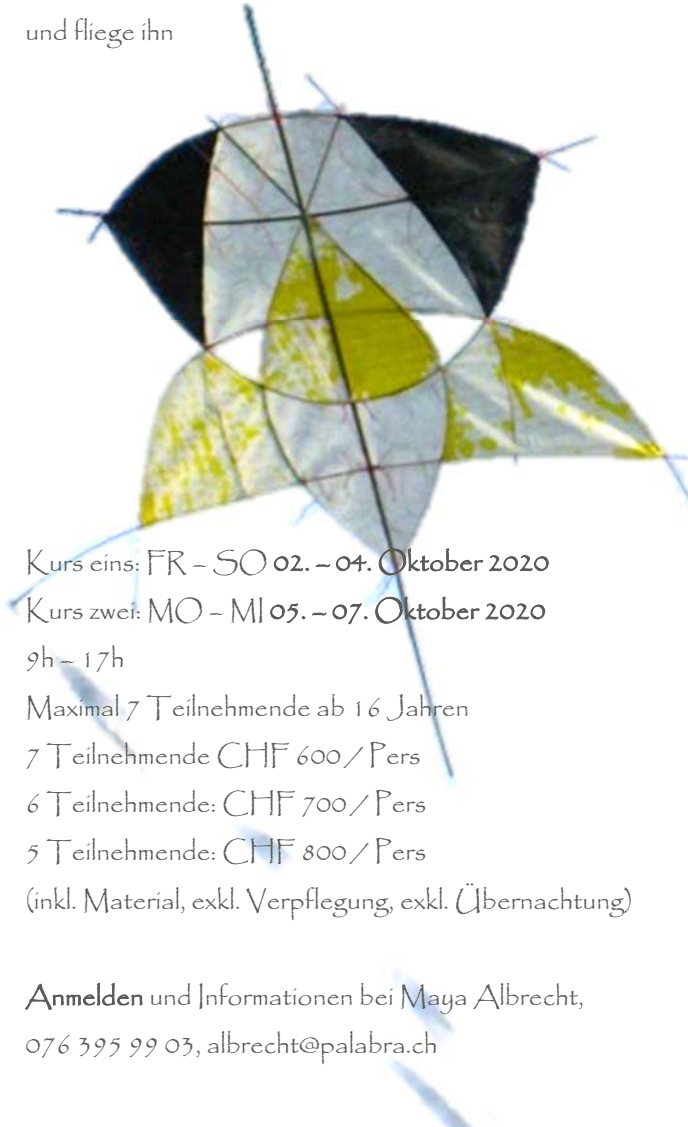 und fliege ihn
Kurs eins: FR – SO 02. – 04. Oktober 2020
Kurs zwei: MO – MI 05. – 07. Oktober 2020
9h – 17h
Maximal 7 Teilnehmende ab 16 Jahren
7 Teilnehmende CHF 600 / Pers
6 Teilnehmende: CHF 700 / Pers
5 Teilnehmende: CHF 800 / Pers
(inkl. Material, exkl. Verpflegung, exkl. Übernachtung)
Anmelden und Informationen bei Maya Albrecht,
076 395 99 03, albrecht@palabra.ch